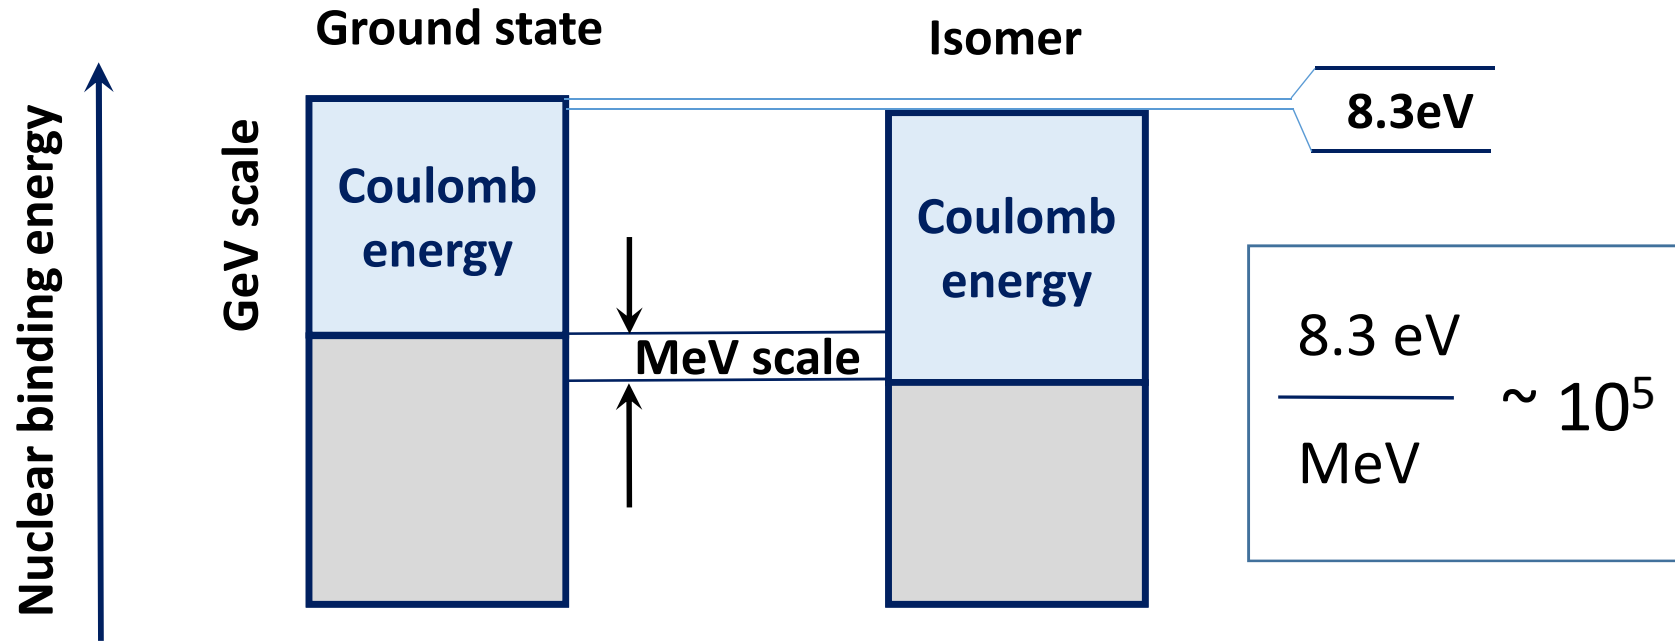 Ground state
Isomer
8.3eV
Nuclear binding energy
GeV scale
Coulomb
energy
Coulomb
energy
MeV scale
8.3 eV
MeV
~ 10⁵